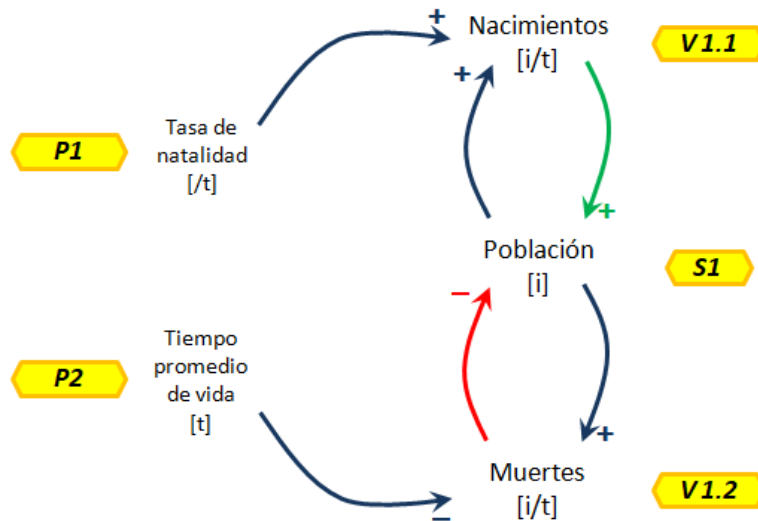 +
Nacimientos
[i/t]
V 1.1
+
P1
Tasa de
natalidad
[/t]
+
Población
[i]
S1
–
P2
Tiempo
promedio
de vida
[t]
+
Muertes
[i/t]
V 1.2
–